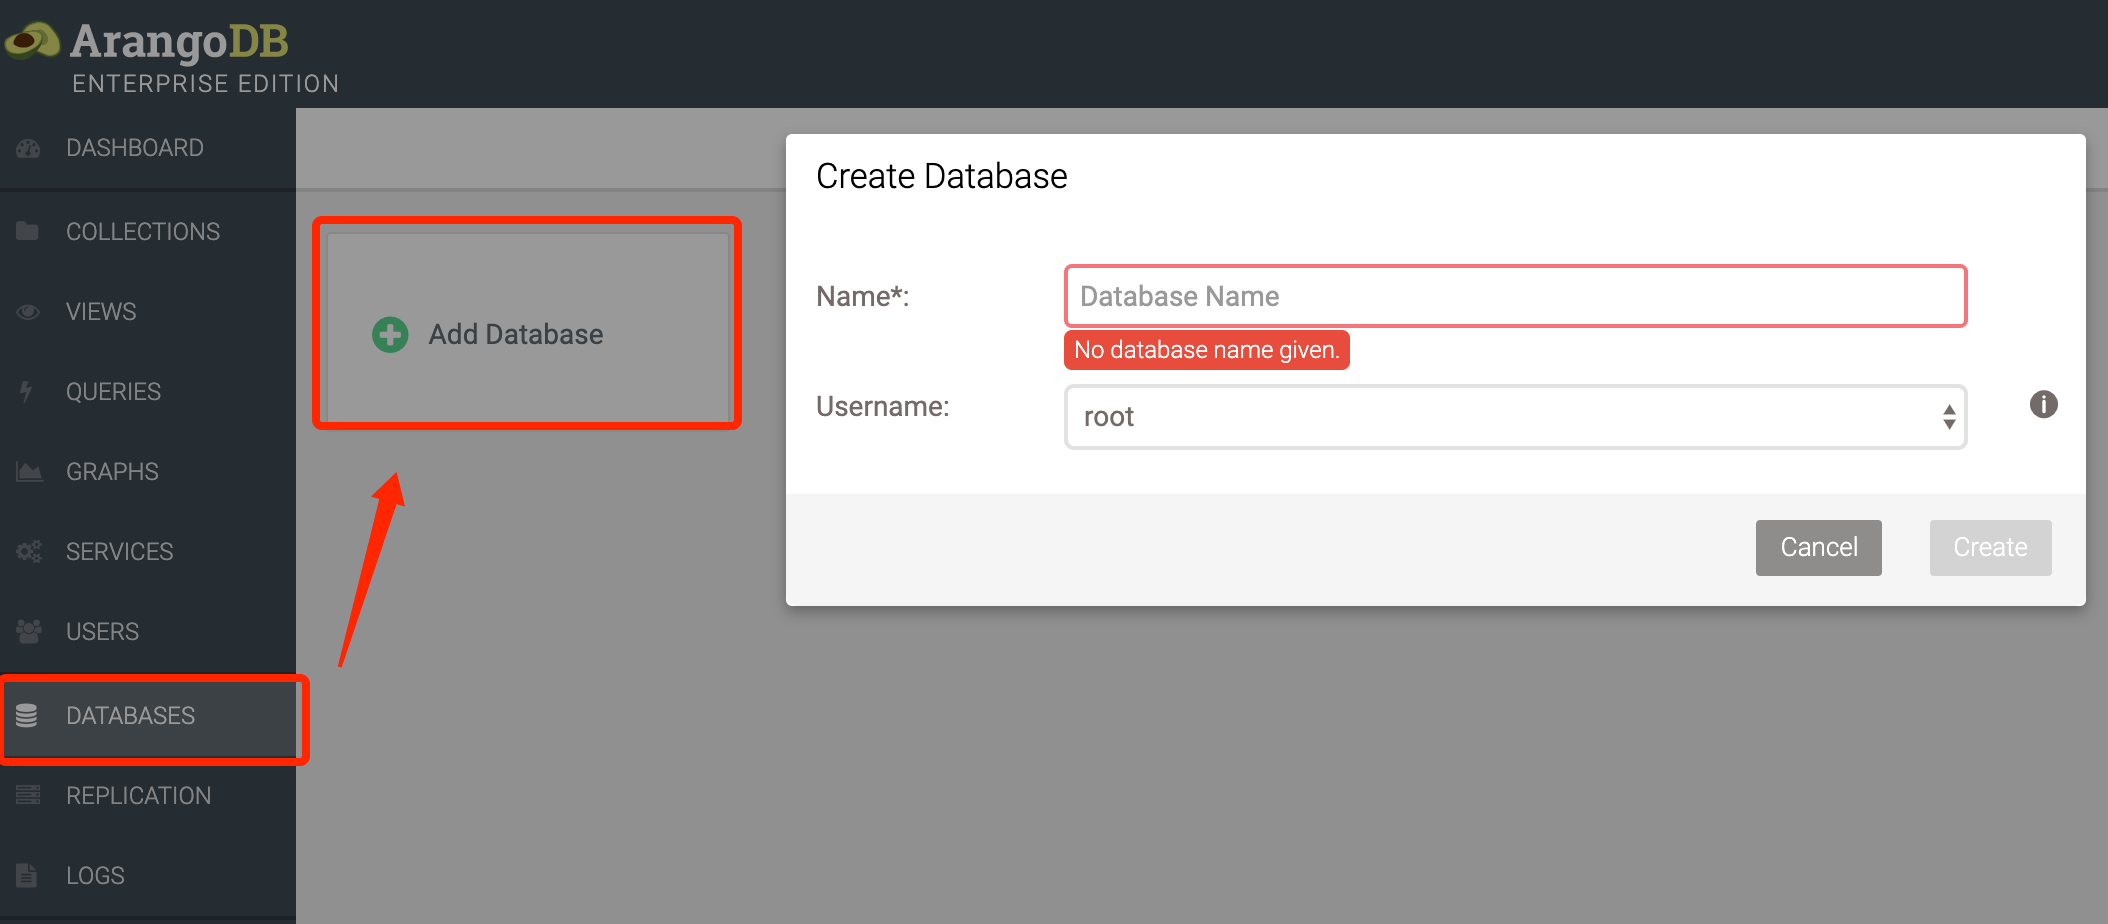 ArangoDB
ENTERPRISE EDITION
DASHBOARD
COLLECTIONS
VIEWS
QUERIES
GRAPHS
SERVICES
USERS
DATABASES
REPLICATION
LOGS
Add Database
Create Database
Name*:
Database Name
No database name given.
Username:
root
Cancel
Create